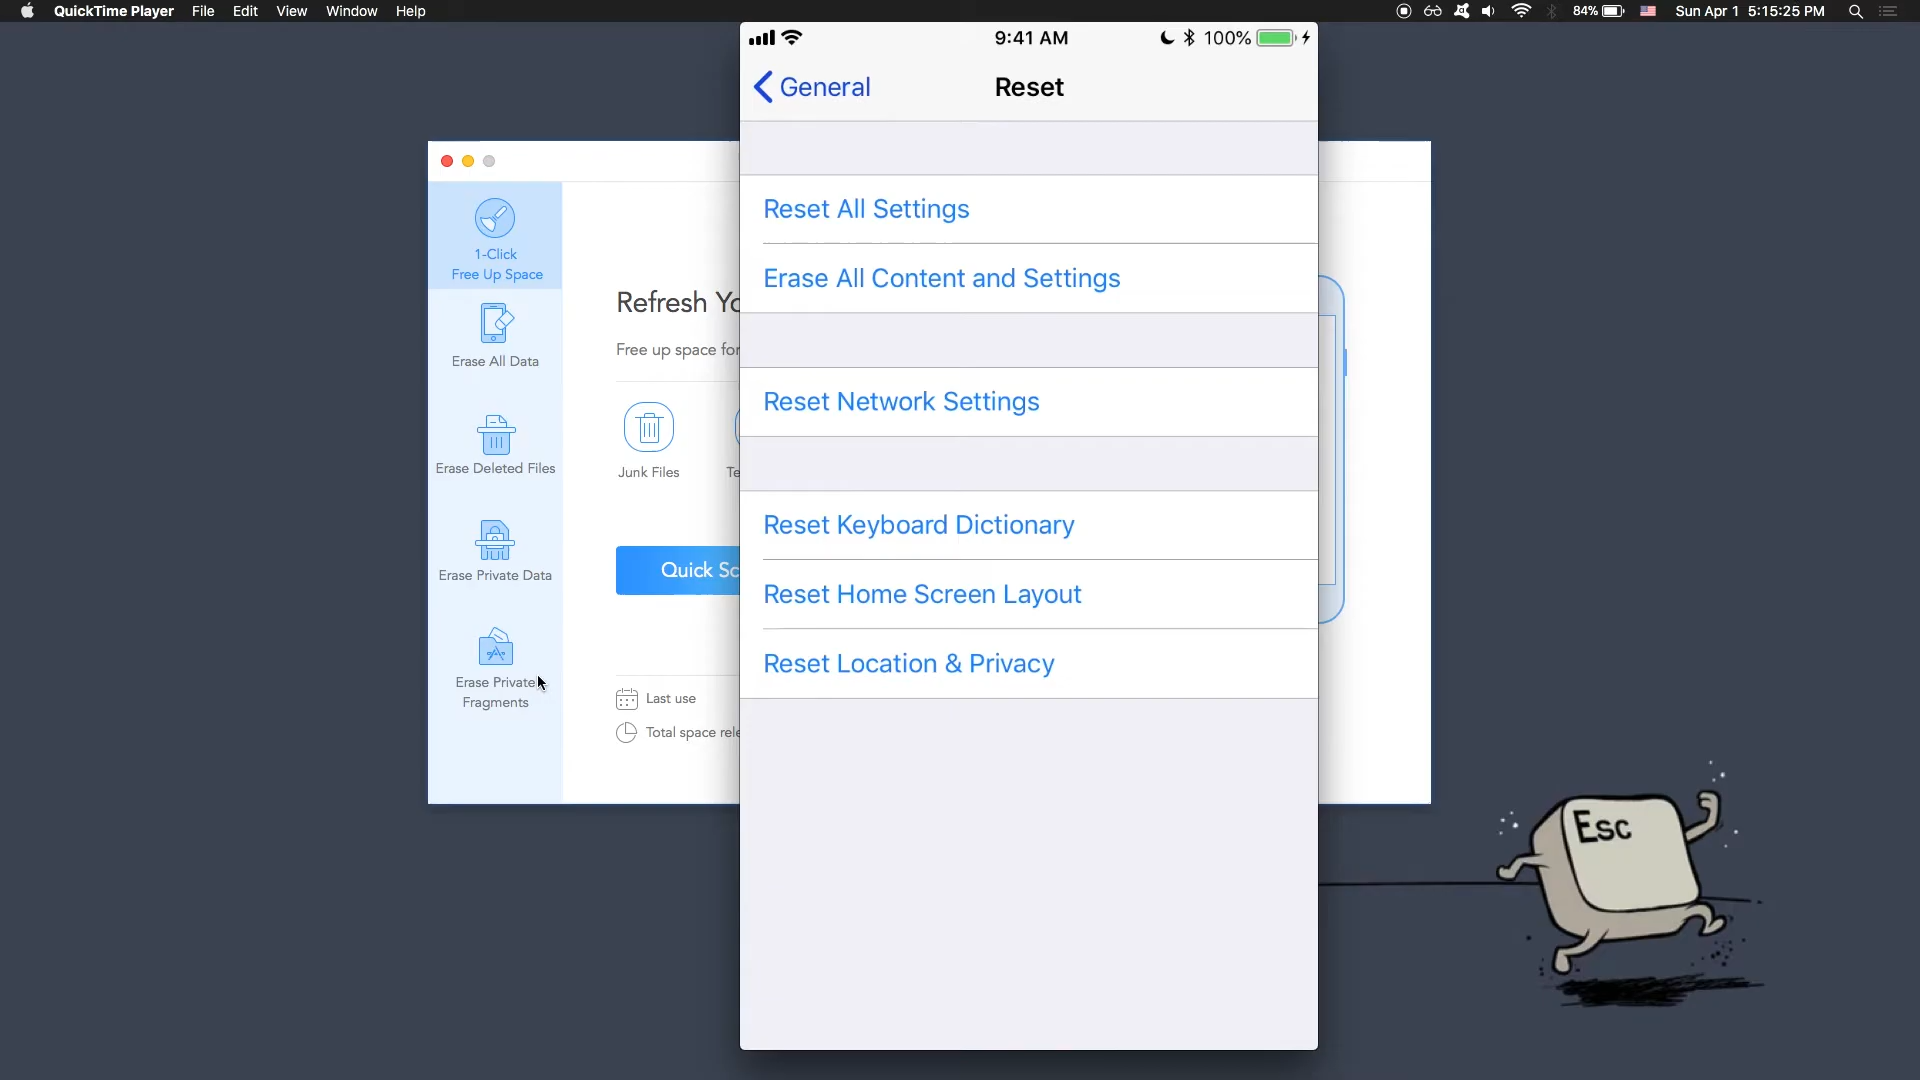 QuickTime Player File Edit View Window Help 84% Sun Apr 1 5:15:25 PM
9:41 AM 100%
General Reset
Reset All Settings
Erase All Content and Settings
Reset Network Settings
Reset Keyboard Dictionary
Reset Home Screen Layout
Reset Location & Privacy
1-Click
Free Up Space
Erase All Data
Erase Deleted Files
Erase Private Data
Erase Private
Fragments
Refresh Yo
Free up space for
Junk Files Te
Quick Sc
Last use
Total space rele
Esc